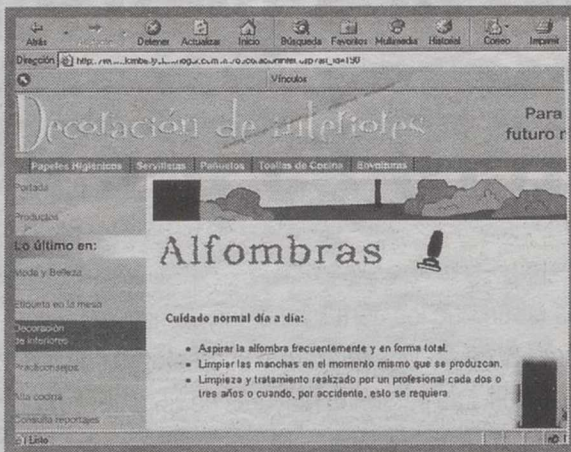 Atrás Detener Actualizar Inicio Búsqueda Favoritos Multimedia Historial Correo Imprimir
Dirección
Vínculos
Decoración de interiores
Para
futuro r
Papeles Higiénicos Servilletas Pañuelos Toallas de Cocina Envolturas
Portada
Productos
Lo último en:
Moda y Belleza
Etiqueta en la mesa
Decoración
de interiores
Practiconsejos
Alta cocina
Consulta reportajes
Alfombras
Cuidado normal día a día:
• Aspirar la alfombra frecuentemente y en forma total.
• Limpiar las manchas en el momento mismo que se produzcan.
• Limpieza y tratamiento realizado por un profesional cada dos o
tres años o cuando, por accidente, esto se requiera.
Listo